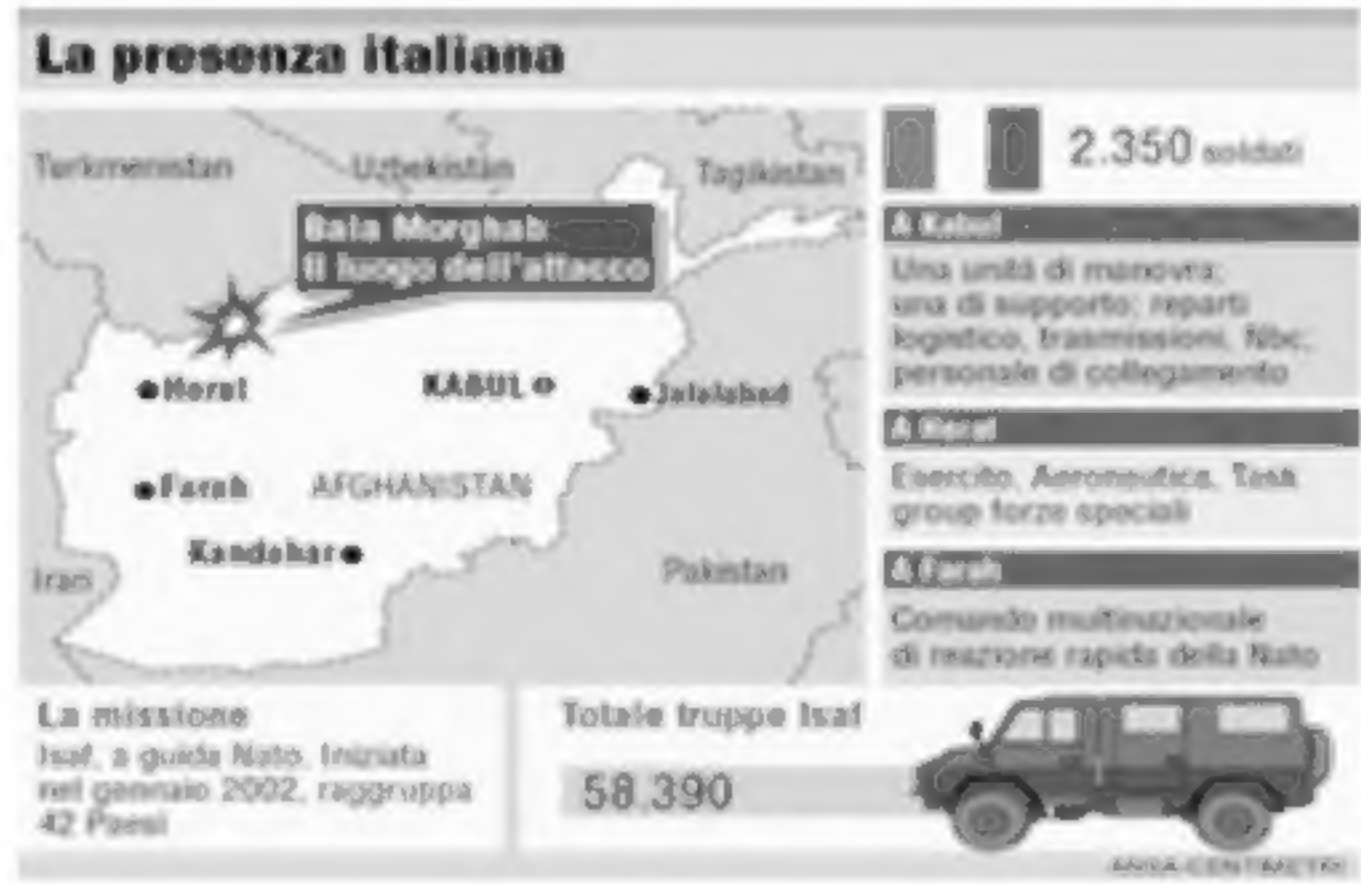 La presenza italiana
Turkmenistan
Uzbekistan
Tagikistan
Bala Morghab
Il luogo dell'attacco
Herat
KABUL
Jalalabad
Farah
AFGHANISTAN
Kandahar
Iran
Pakistan
2.350 soldati
A Kabul
Una unità di manovra;
una di supporto; reparti
logistico, trasmissioni, Nbc;
personale di collegamento
A Herat
Esercito, Aeronautica, Task
group forze speciali
A Farah
Comando multinazionale
di reazione rapida della Nato
La missione
Isaf, a guida Nato. Iniziata
nel gennaio 2002, raggruppa
42 Paesi
Totale truppe Isaf
58.390
ANSA-CENTIMETRI